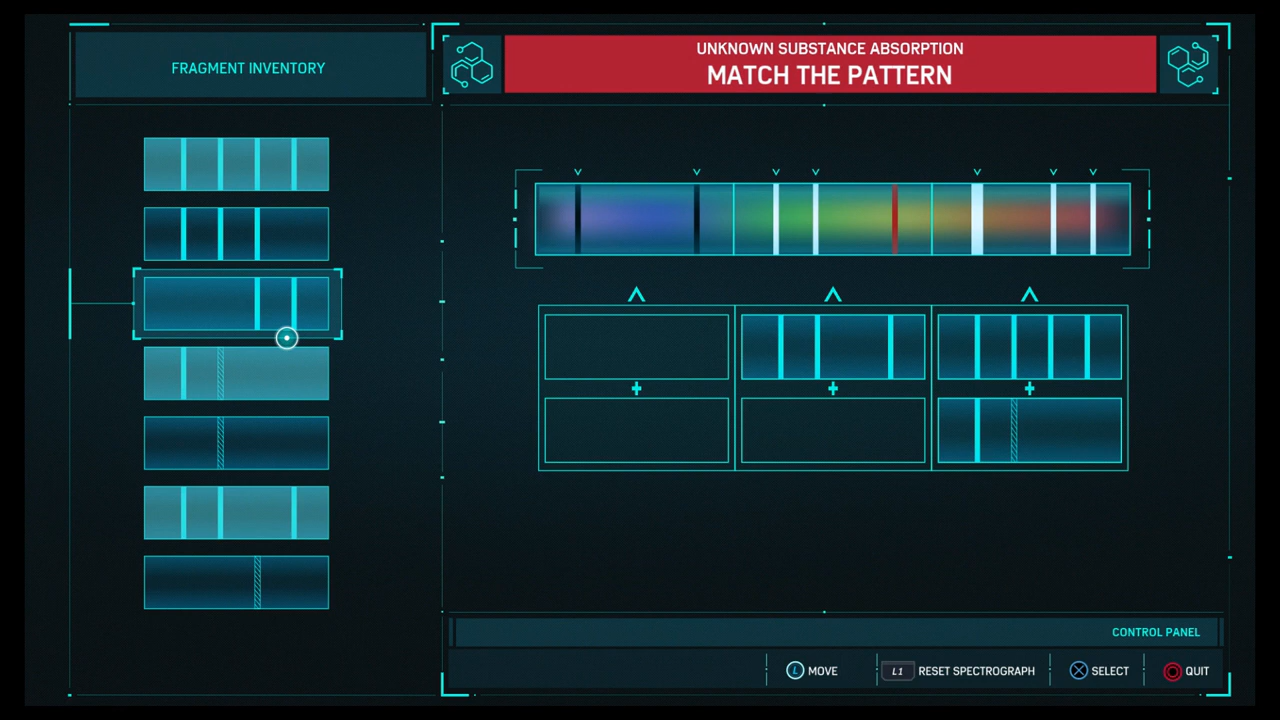 FRAGMENT INVENTORY
UNKNOWN SUBSTANCE ABSORPTION
MATCH THE PATTERN
CONTROL PANEL
L MOVE
L1 RESET SPECTROGRAPH
SELECT
QUIT